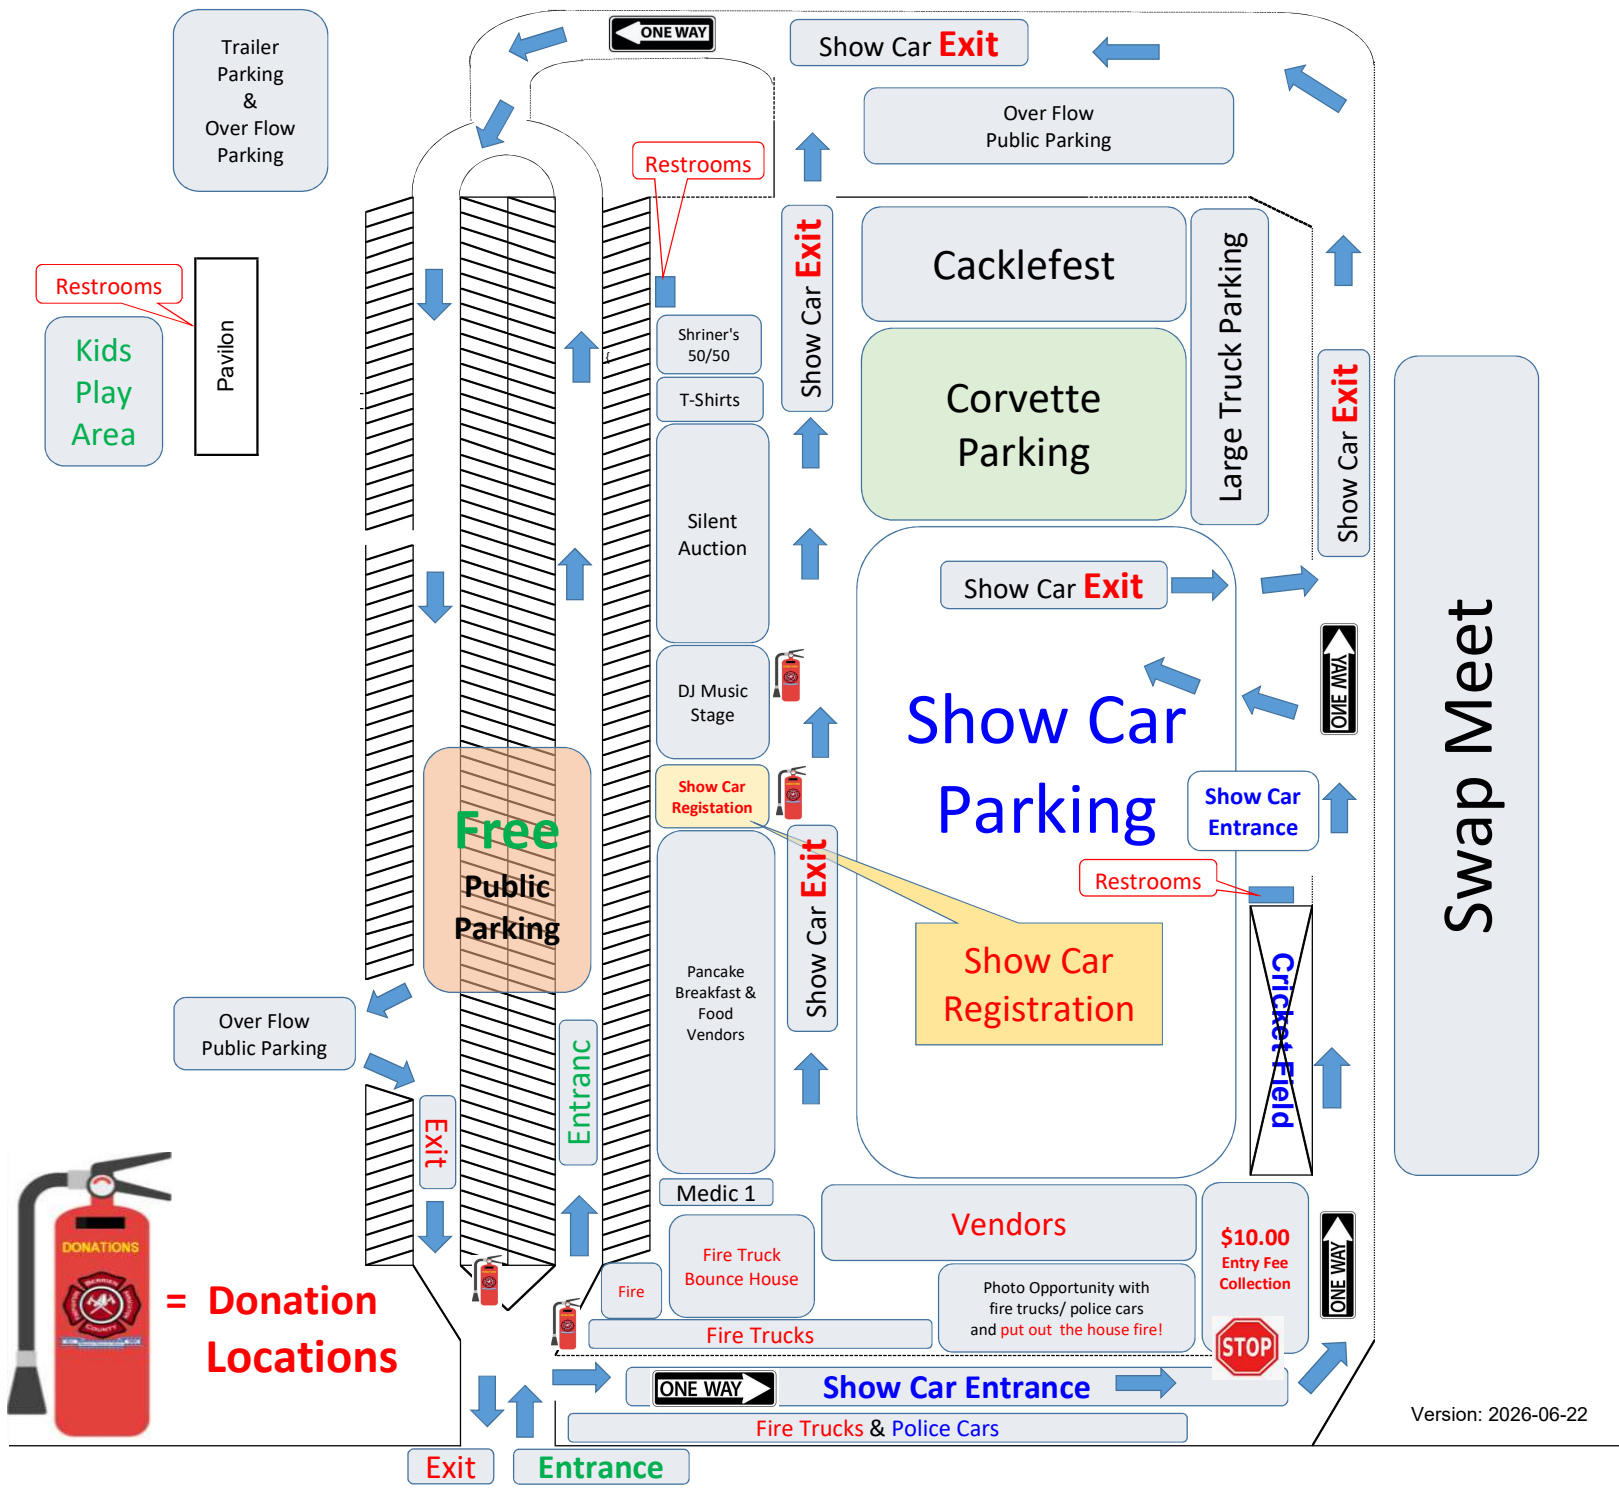 Trailer
Parking
&
Over Flow
Parking
ONE WAY
Show Car Exit
Over Flow
Public Parking
Restrooms
Restrooms
Kids
Play
Area
Pavilon
Shriner's
50/50
T-Shirts
Silent
Auction
DJ Music
Stage
Show Car
Registation
Pancake
Breakfast &
Food
Vendors
Medic 1
Show Car Exit
Cacklefest
Corvette
Parking
Large Truck Parking
Show Car Exit
Show Car Exit
ONE WAY
Show Car
Parking
Show Car
Entrance
Restrooms
Show Car Exit
Show Car
Registration
Cricket Field
Swap Meet
Free
Public
Parking
Over Flow
Public Parking
Exit
Entranc
Vendors
$10.00
Entry Fee
Collection
ONE WAY
Fire Truck
Bounce House
Fire
Photo Opportunity with
fire trucks/ police cars
and put out the house fire!
Fire Trucks
STOP
ONE WAY
Show Car Entrance
Fire Trucks & Police Cars
DONATIONS
BERRIEN
COUNTY
= Donation
Locations
Exit
Entrance
Version: 2026-06-22
{